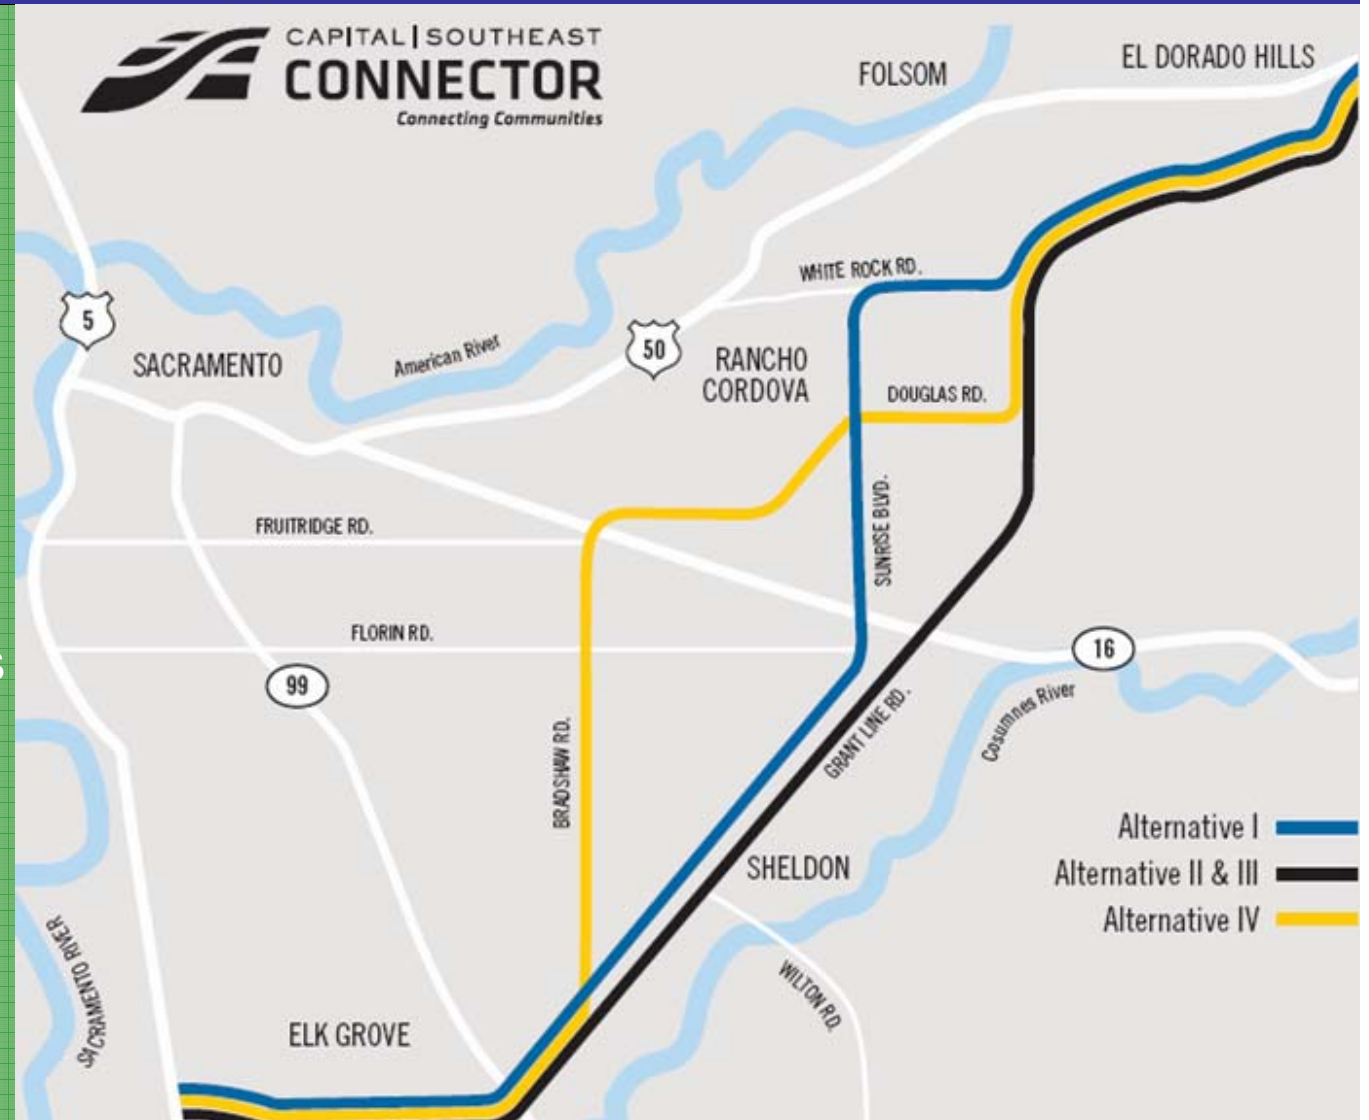 CAPITAL|SOUTHEAST
CONNECTOR
Connecting Communities
FOLSOM
EL DORADO HILLS
WHITE ROCK RD.
5
SACRAMENTO
American River
50
RANCHO
CORDOVA
DOUGLAS RD.
FRUITRIDGE RD.
SUNRISE BLVD.
FLORIN RD.
99
16
Cosumnes River
GRANT LINE RD.
BRADSHAW RD.
Alternative I
SHELDON
Alternative II & III
Alternative IV
SACRAMENTO RIVER
WILTON RD.
ELK GROVE